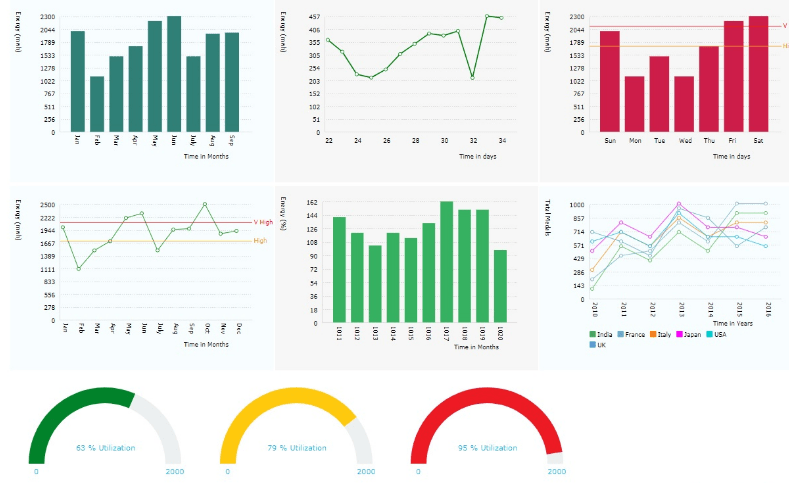 Energy (mWh)
2300
2044
1789
1533
1278
1022
767
511
256
0
Jan
Feb
Mar
Apr
May
Jun
July
Aug
Sep
Time in Months
Energy (mWh)
457
406
355
305
254
203
152
102
51
0
22 24 26 28 30 32 34
Time in days
Energy (mWh)
2300
2044
1789
1533
1278
1022
767
511
256
0
V
Hi
Sun Mon Tue Wed Thu Fri Sat
Time in days
Energy (mWh)
2500
2222
1944
1667
1389
1111
833
556
278
0
V High
High
Jan
Feb
Mar
Apr
May
Jun
July
Aug
Sep
Oct
Nov
Dec
Time in Months
Energy (%)
162
144
126
108
90
72
54
36
18
0
1011
1012
1013
1014
1015
1016
1017
1018
1019
1020
Time in Months
Total Medals
1000
857
714
571
429
286
143
0
2010
2011
2012
2013
2014
2015
2016
Time in Years
India France Italy Japan USA
UK
63 % Utilization
0 2000
79 % Utilization
0 2000
95 % Utilization
0 2000